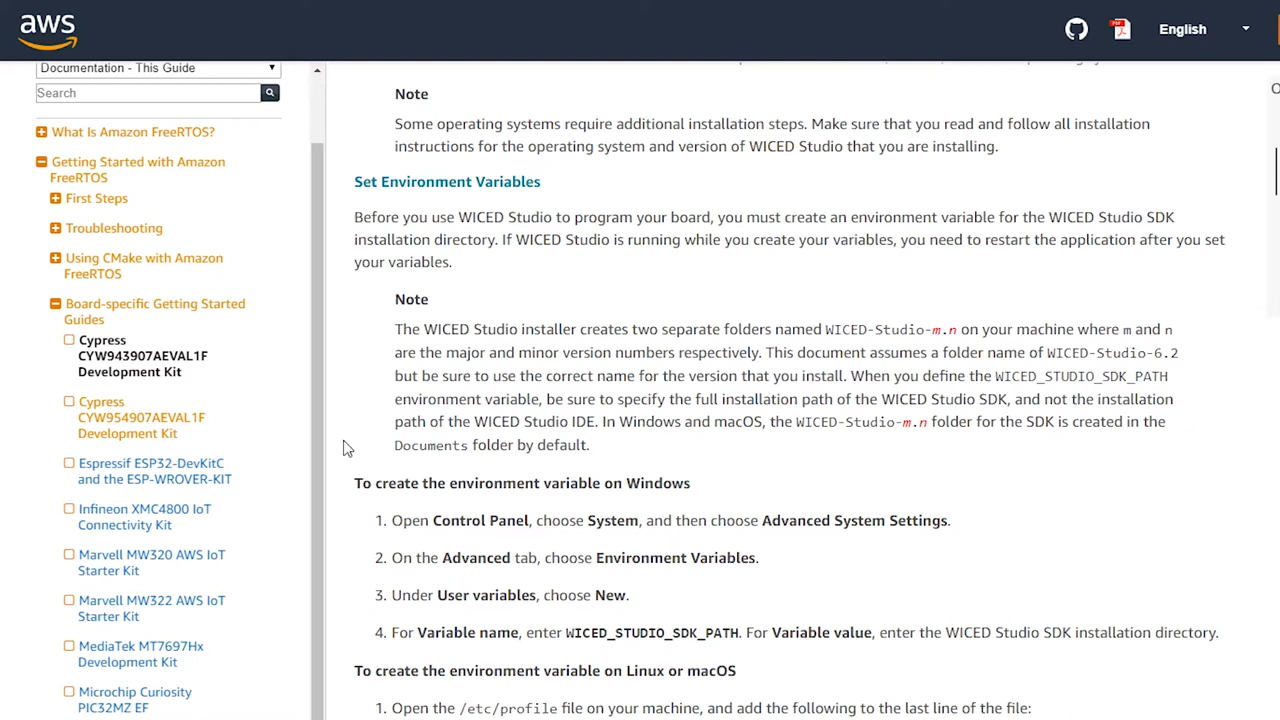 aws
PDF
English
Documentation - This Guide
Search
What Is Amazon FreeRTOS?
Getting Started with Amazon
FreeRTOS
First Steps
Troubleshooting
Using CMake with Amazon
FreeRTOS
Board-specific Getting Started
Guides
Cypress
CYW943907AEVAL1F
Development Kit
Cypress
CYW954907AEVAL1F
Development Kit
Espressif ESP32-DevKitC
and the ESP-WROVER-KIT
Infineon XMC4800 IoT
Connectivity Kit
Marvell MW320 AWS IoT
Starter Kit
Marvell MW322 AWS IoT
Starter Kit
MediaTek MT7697Hx
Development Kit
Microchip Curiosity
PIC32MZ EF
Note
Some operating systems require additional installation steps. Make sure that you read and follow all installation
instructions for the operating system and version of WICED Studio that you are installing.
Set Environment Variables
Before you use WICED Studio to program your board, you must create an environment variable for the WICED Studio SDK
installation directory. If WICED Studio is running while you create your variables, you need to restart the application after you set
your variables.
Note
The WICED Studio installer creates two separate folders named WICED-Studio-m.n on your machine where m and n
are the major and minor version numbers respectively. This document assumes a folder name of WICED-Studio-6.2
but be sure to use the correct name for the version that you install. When you define the WICED_STUDIO_SDK_PATH
environment variable, be sure to specify the full installation path of the WICED Studio SDK, and not the installation
path of the WICED Studio IDE. In Windows and macOS, the WICED-Studio-m.n folder for the SDK is created in the
Documents folder by default.
To create the environment variable on Windows
1. Open Control Panel, choose System, and then choose Advanced System Settings.
2. On the Advanced tab, choose Environment Variables.
3. Under User variables, choose New.
4. For Variable name, enter WICED_STUDIO_SDK_PATH. For Variable value, enter the WICED Studio SDK installation directory.
To create the environment variable on Linux or macOS
1. Open the /etc/profile file on your machine, and add the following to the last line of the file: